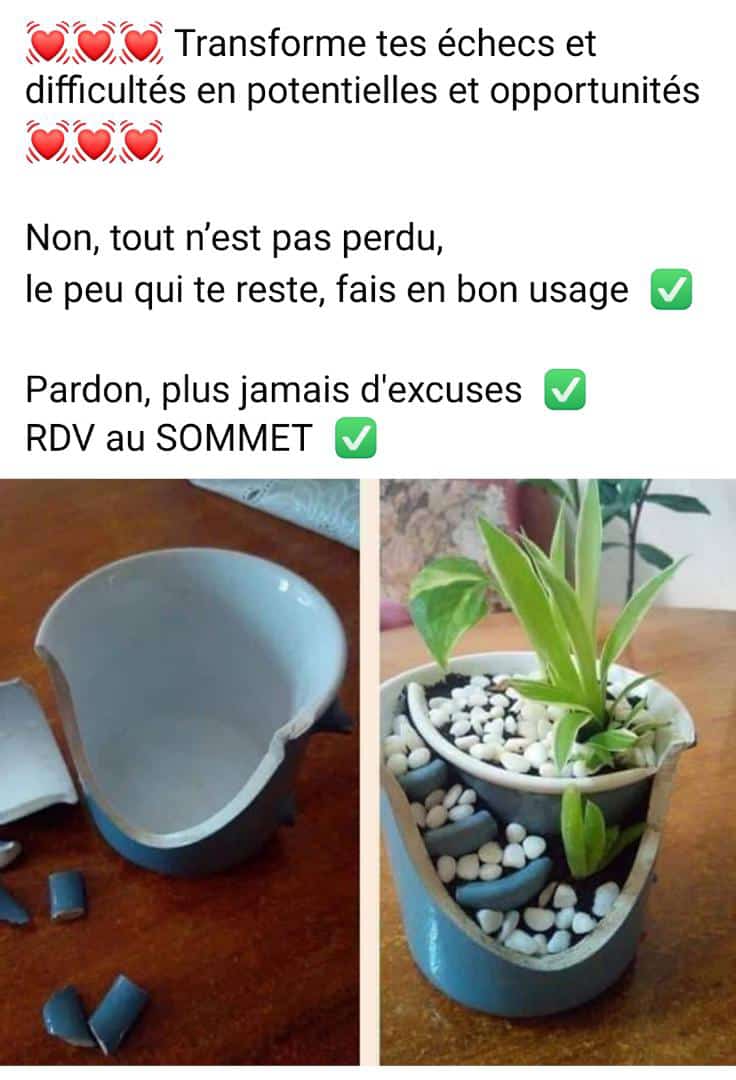 💓💓💓 Transforme tes échecs et
difficultés en potentielles et opportunités
💓💓💓
Non, tout n’est pas perdu,
le peu qui te reste, fais en bon usage ✅
Pardon, plus jamais d'excuses ✅
RDV au SOMMET ✅